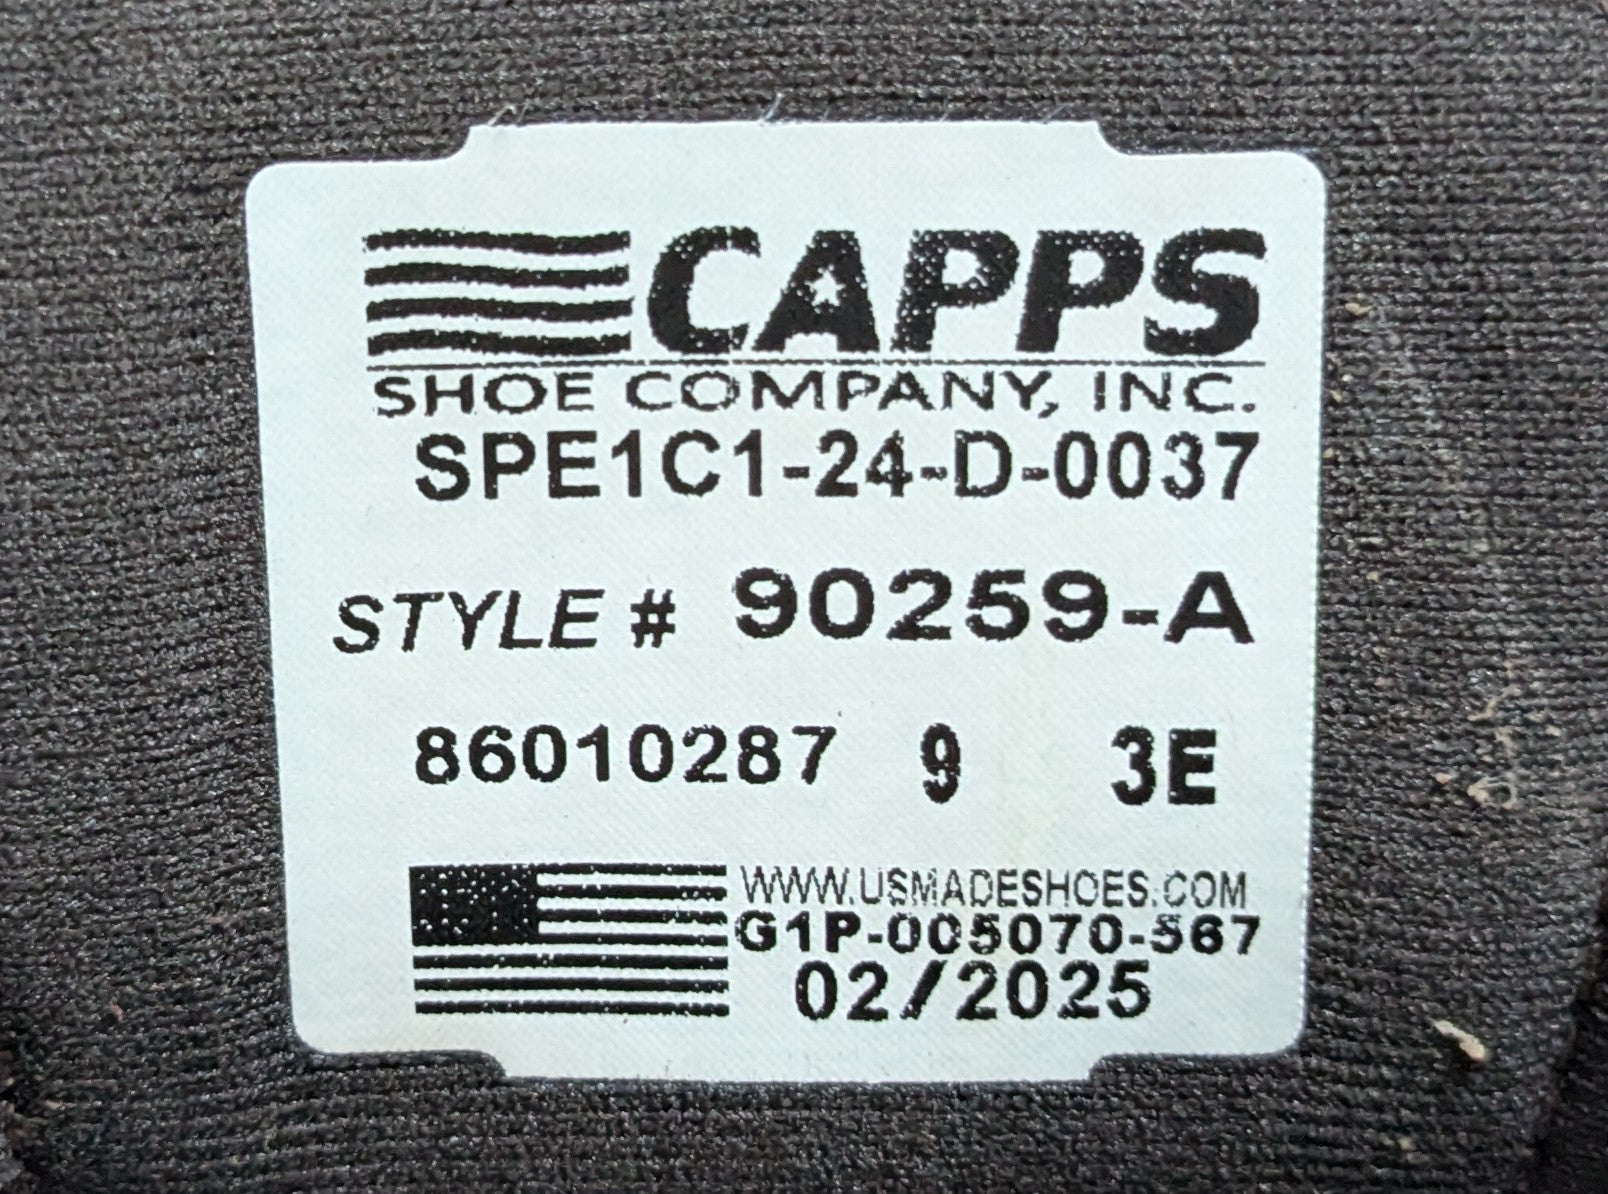 CAPPS
SHOE COMPANY, INC.
SPE1C1-24-D-0037
STYLE # 90259-A
86010287 9 3E
WWW.USMADESHOES.COM
G1P-005070-567
02/2025